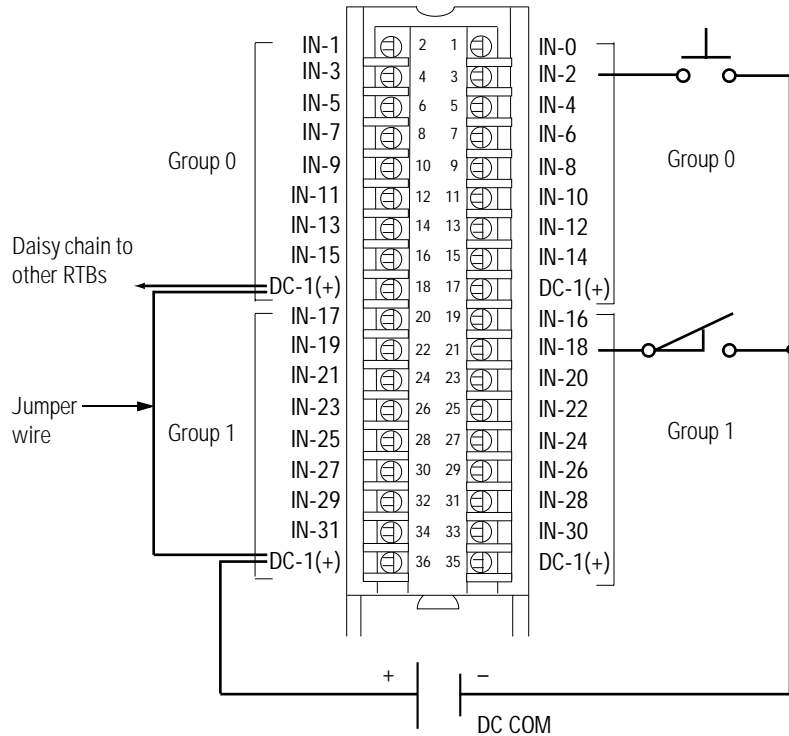 IN-1 2 1 IN-0
IN-3 4 3 IN-2
IN-5 6 5 IN-4
IN-7 8 7 IN-6
Group 0 IN-9 10 9 IN-8 Group 0
IN-11 12 11 IN-10
IN-13 14 13 IN-12
Daisy chain to
other RTBs
IN-15 16 15 IN-14
DC-1(+) 18 17 DC-1(+)
IN-17 20 19 IN-16
IN-19 22 21 IN-18
IN-21 24 23 IN-20
Jumper
wire
IN-23 26 25 IN-22
Group 1 IN-25 28 27 IN-24 Group 1
IN-27 30 29 IN-26
IN-29 32 31 IN-28
IN-31 34 33 IN-30
DC-1(+) 36 35 DC-1(+)
+ −
DC COM